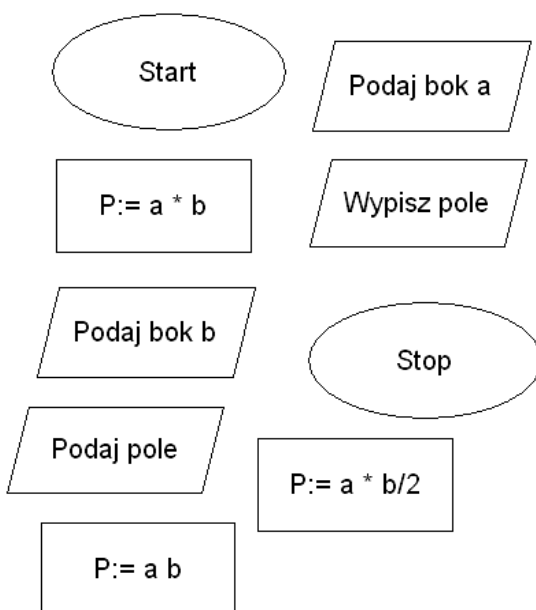 Start
Podaj bok a
P:= a * b
Wypisz pole
Podaj bok b
Stop
Podaj pole
P:= a * b/2
P:= a b